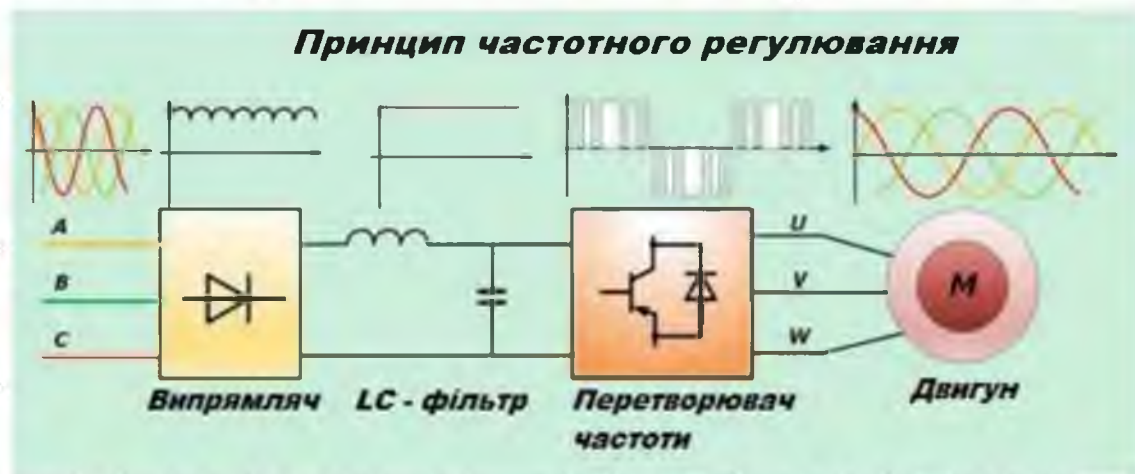 Принцип частотного регулювання
A
B
C
U
V
W
M
Випрямляч
LC - фільтр
Перетворювач
частоти
Двигун